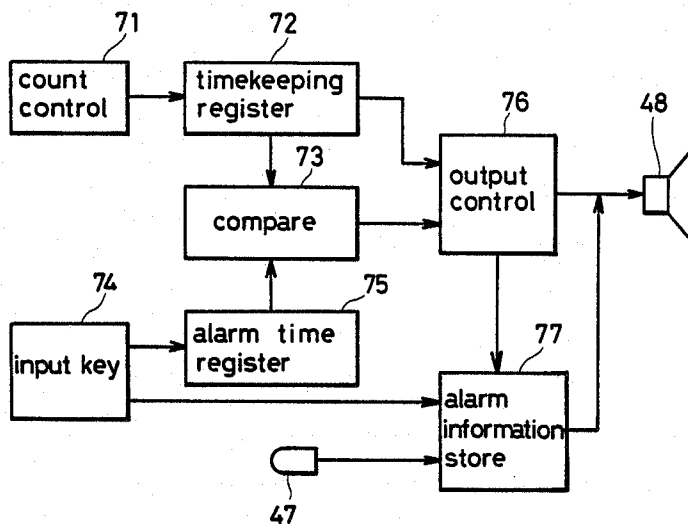 71
72
count
control
timekeeping
register
76
48
73
compare
output
control
74
75
input key
alarm time
register
77
alarm
information
store
47